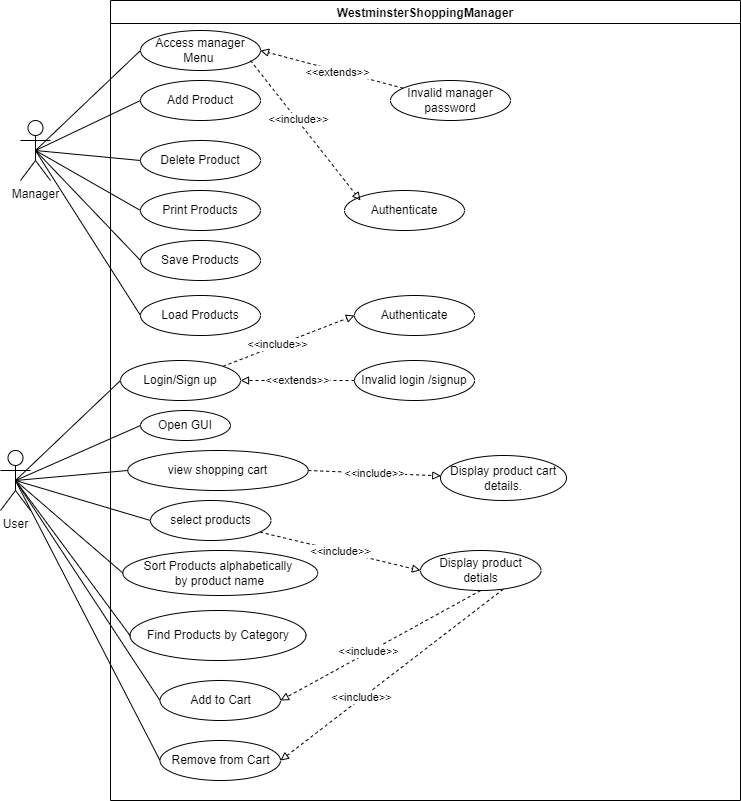 WestminsterShoppingManager
Access manager
Menu
<<extends>>
Invalid manager
password
Add Product
<<include>>
Manager
Delete Product
Print Products
Authenticate
Save Products
Load Products
Authenticate
<<include>>
Login/Sign up
<<extends>>
Invalid login /signup
Open GUI
User
view shopping cart
<<include>>
Display product cart
details.
select products
<<include>>
Display product
detials
Sort Products alphabetically
by product name
Find Products by Category
<<include>>
Add to Cart
<<include>>
Remove from Cart